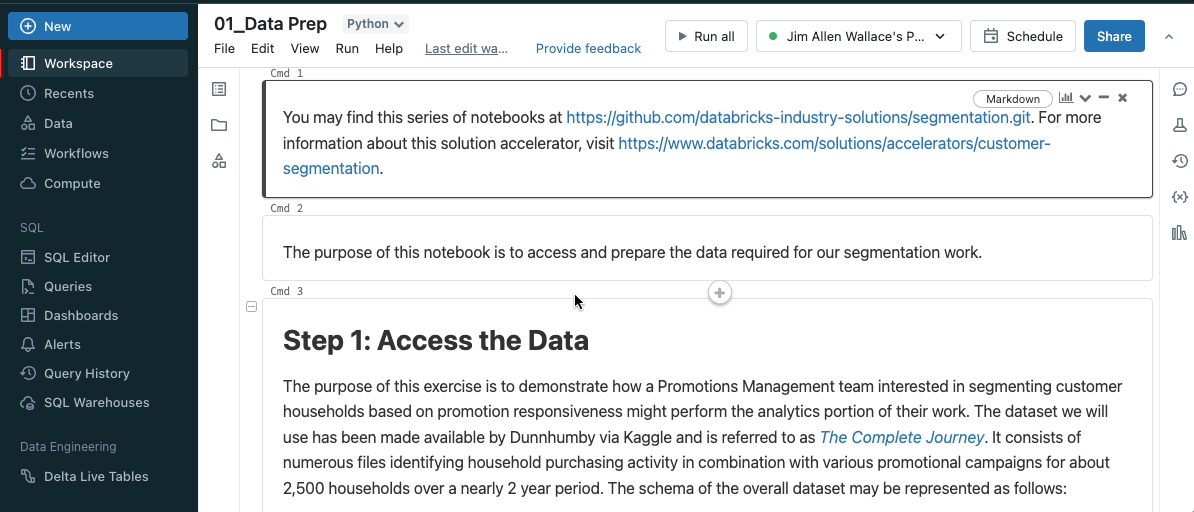 New
Workspace
Recents
Data
Workflows
Compute
SQL
SQL Editor
Queries
Dashboards
Alerts
Query History
SQL Warehouses
Data Engineering
Delta Live Tables
01_Data Prep
Python
File Edit View Run Help Last edit wa... Provide feedback
Run all
Jim Allen Wallace's P...
Schedule
Share
Cmd 1
Markdown
You may find this series of notebooks at https://github.com/databricks-industry-solutions/segmentation.git. For more
information about this solution accelerator, visit https://www.databricks.com/solutions/accelerators/customer-
segmentation.
Cmd 2
The purpose of this notebook is to access and prepare the data required for our segmentation work.
Cmd 3
Step 1: Access the Data
The purpose of this exercise is to demonstrate how a Promotions Management team interested in segmenting customer
households based on promotion responsiveness might perform the analytics portion of their work. The dataset we will
use has been made available by Dunnhumby via Kaggle and is referred to as The Complete Journey. It consists of
numerous files identifying household purchasing activity in combination with various promotional campaigns for about
2,500 households over a nearly 2 year period. The schema of the overall dataset may be represented as follows: